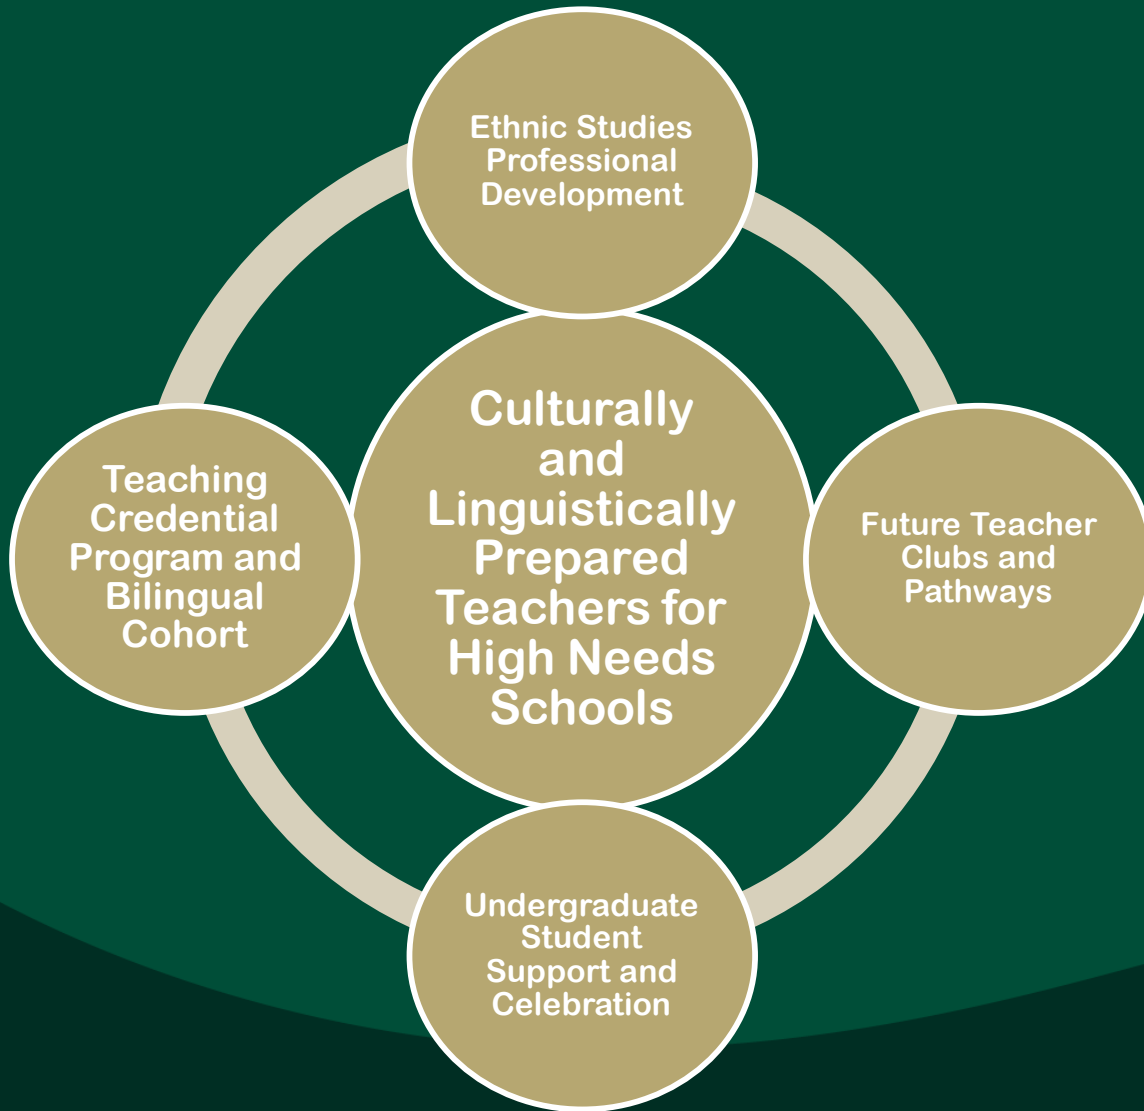 Ethnic Studies
Professional
Development
Culturally
and
Linguistically
Prepared
Teachers for
High Needs
Schools
Teaching
Credential
Program and
Bilingual
Cohort
Future Teacher
Clubs and
Pathways
Undergraduate
Student
Support and
Celebration